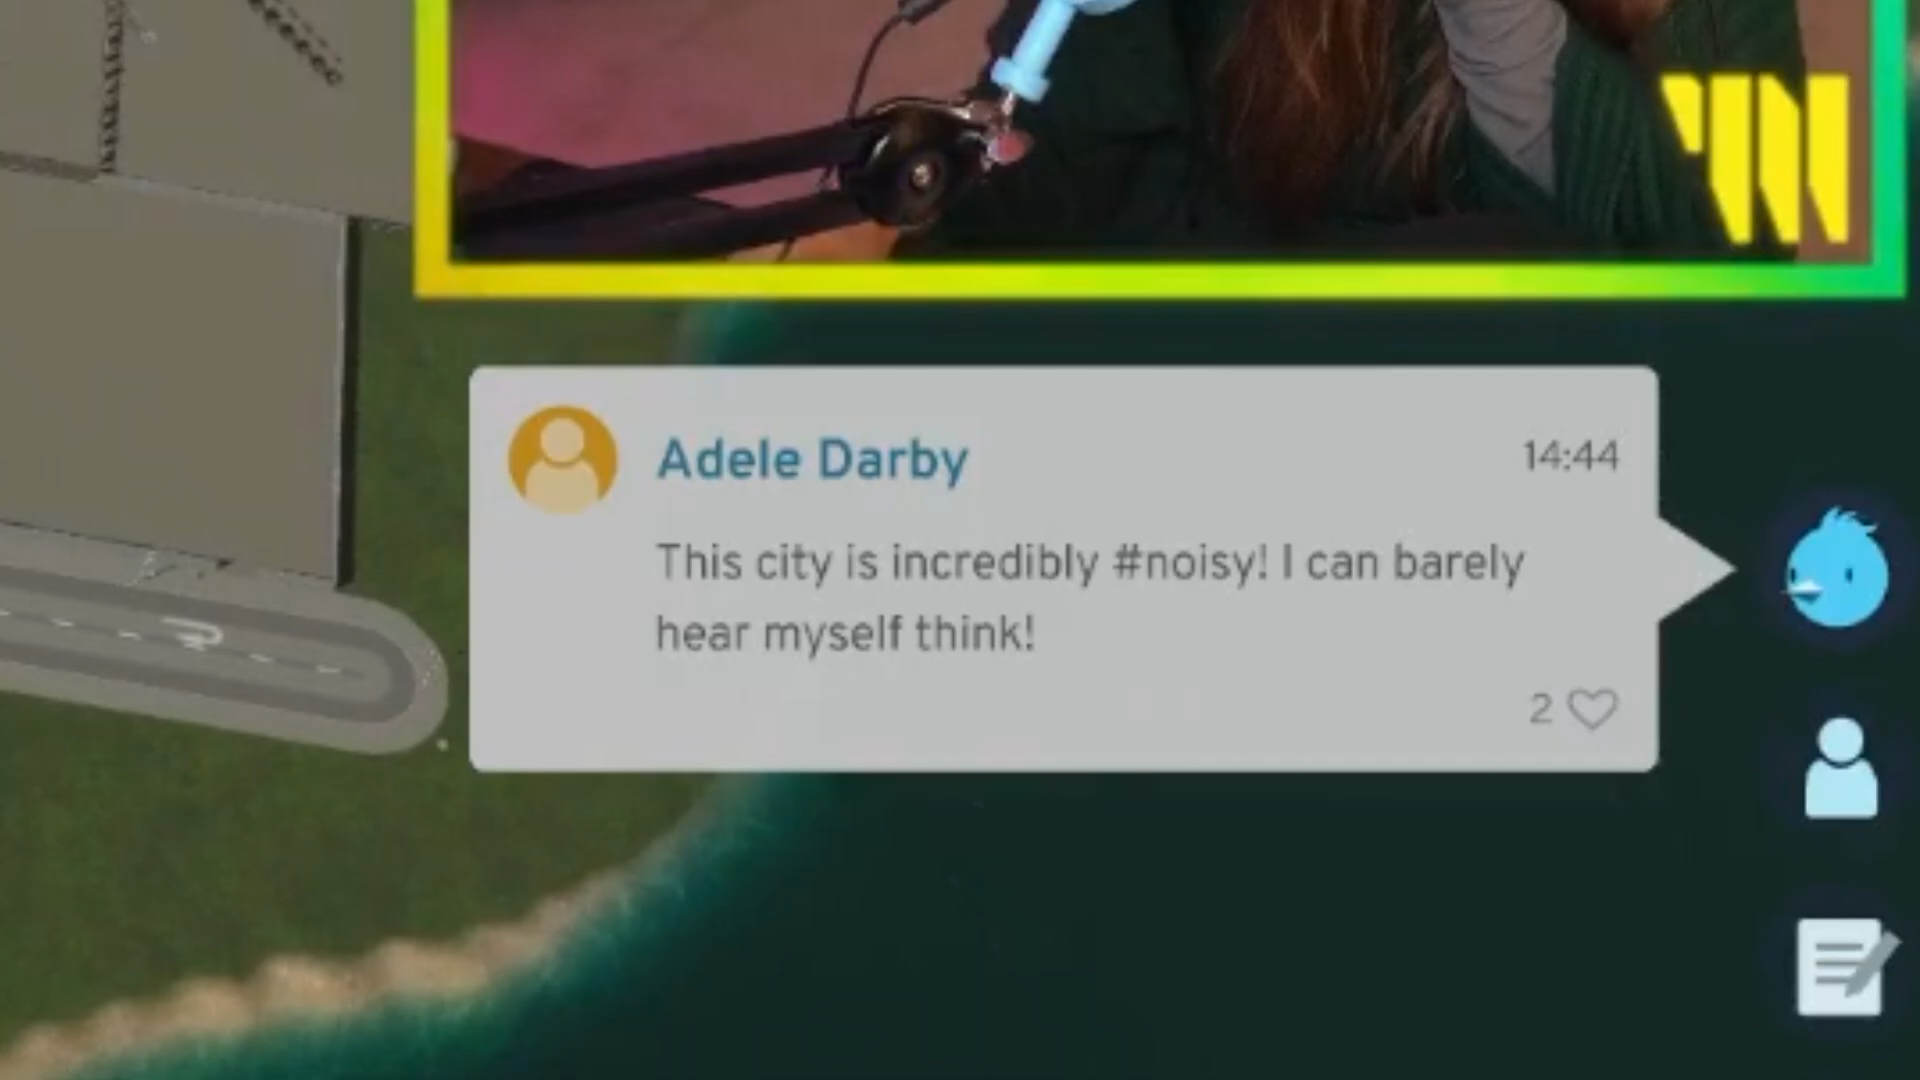 Adele Darby
14:44
This city is incredibly #noisy! I can barely
hear myself think!
2